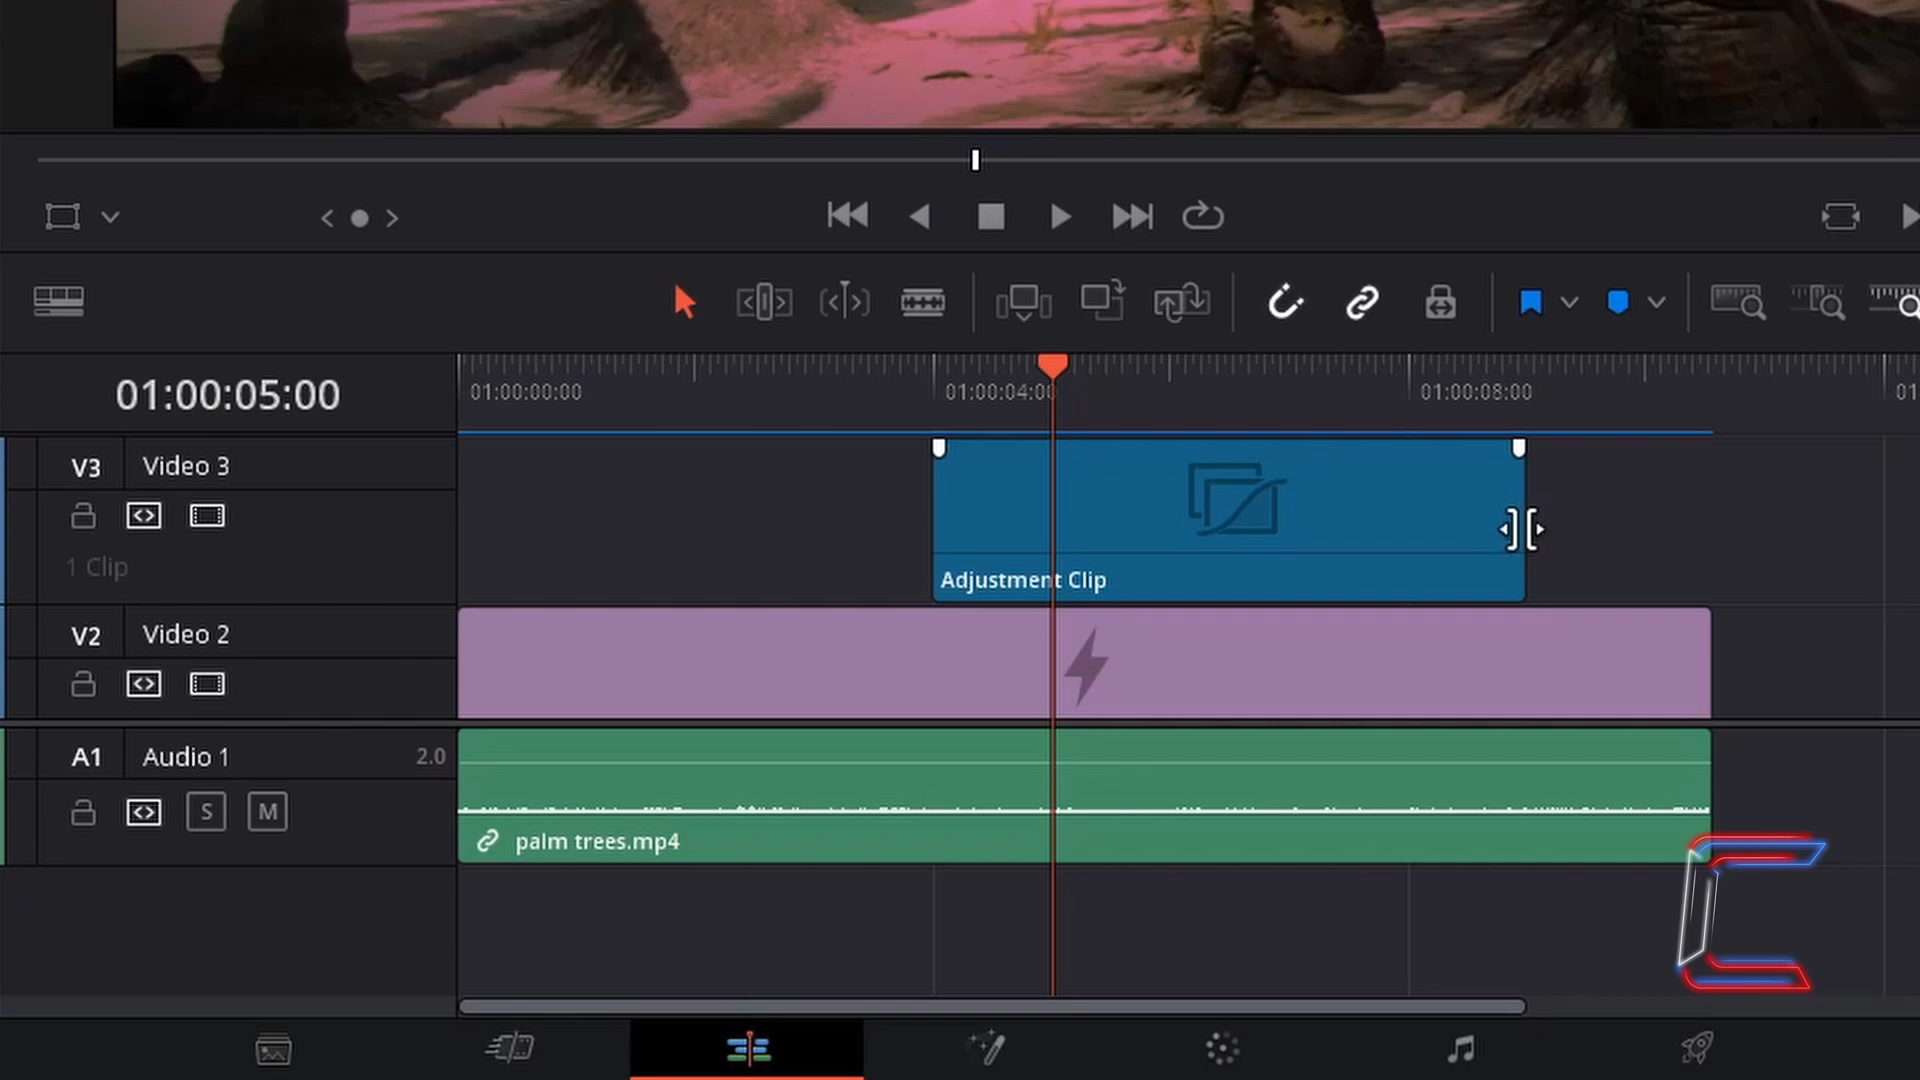 01:00:05:00
01:00:00:00
01:00:04:00
01:00:08:00
01
V3 Video 3
1 Clip
Adjustment Clip
V2 Video 2
A1 Audio 1 2.0
S M
palm trees.mp4